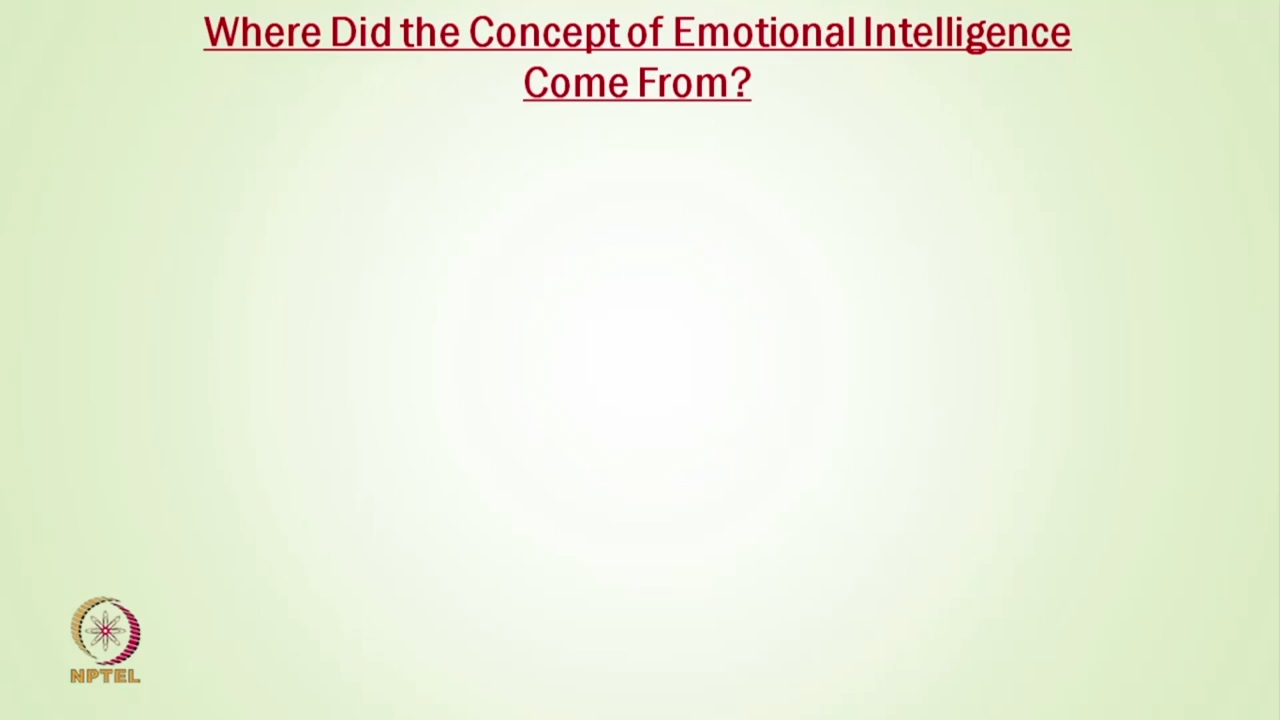 Where Did the Concept of Emotional Intelligence
Come From?
NPTEL